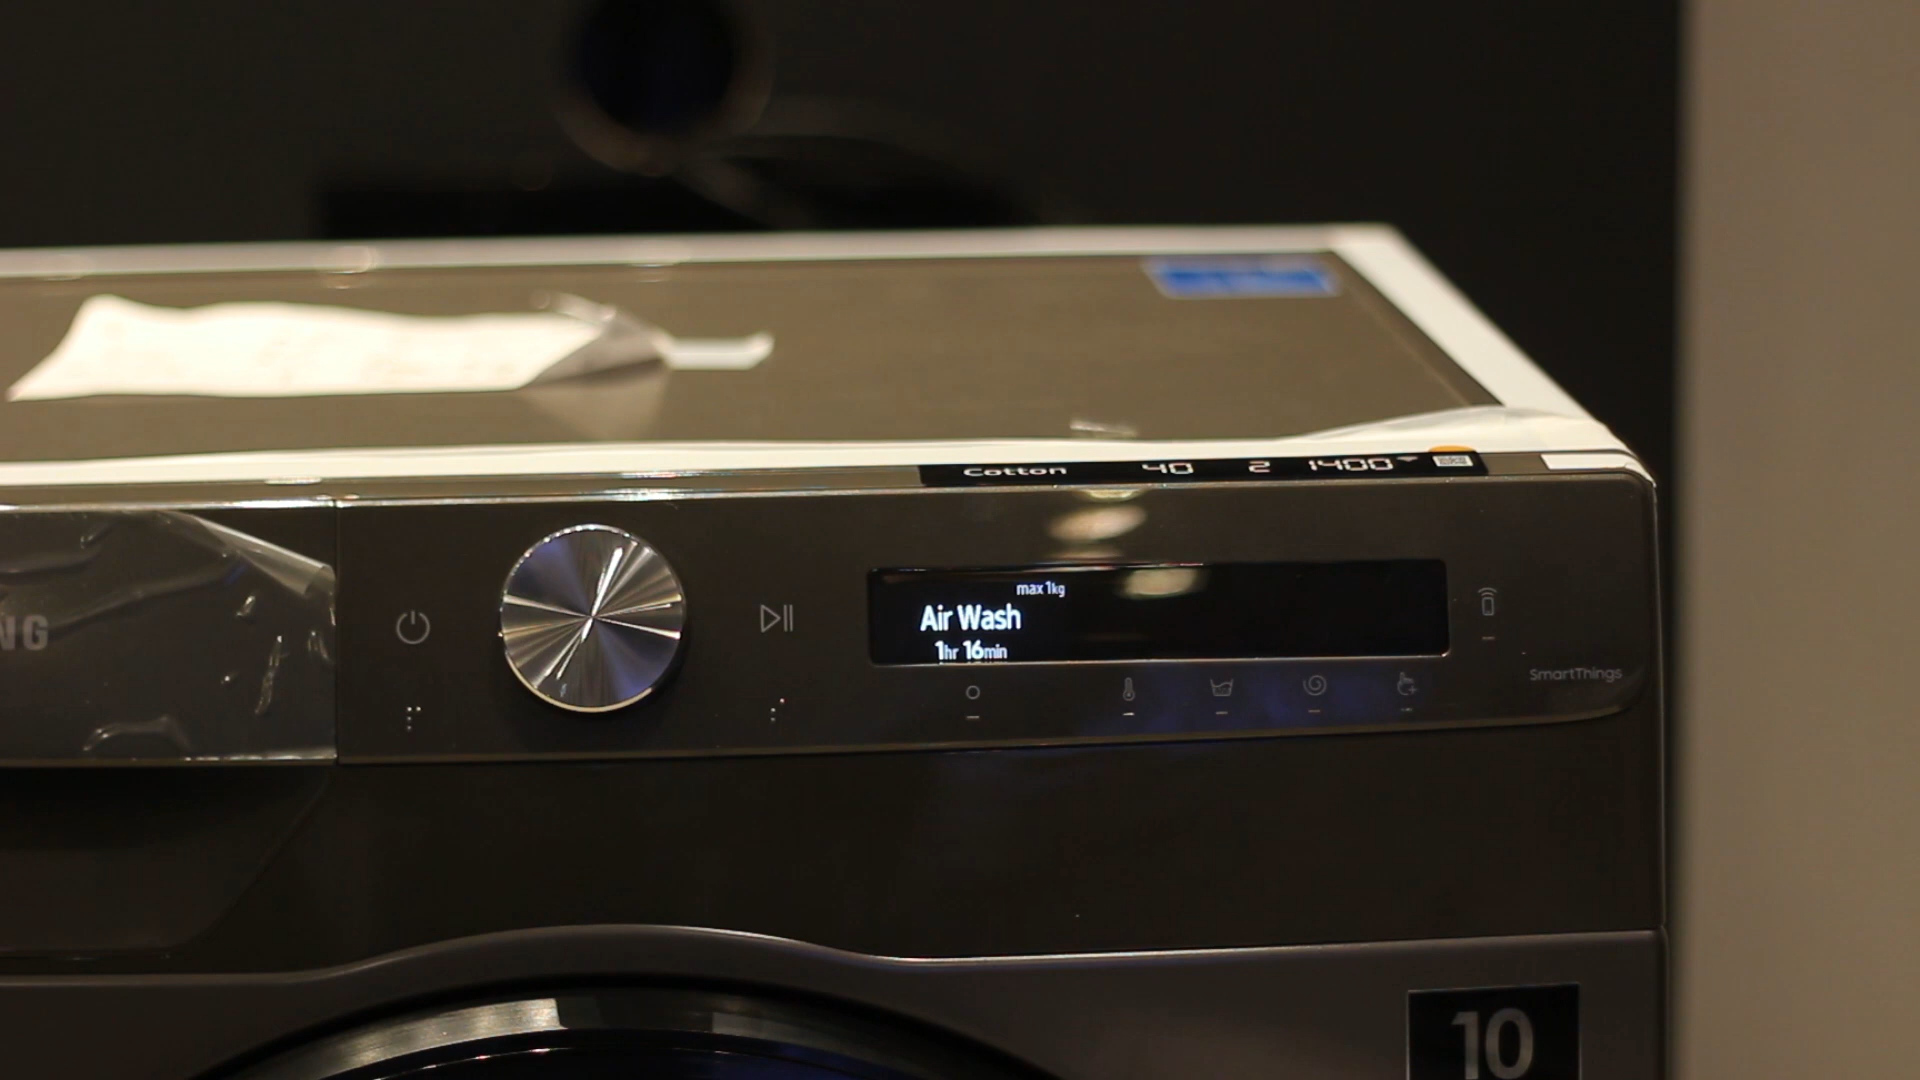 Cotton 40 2 1400
NG
max 1kg
Air Wash
1hr 16min
SmartThings
10